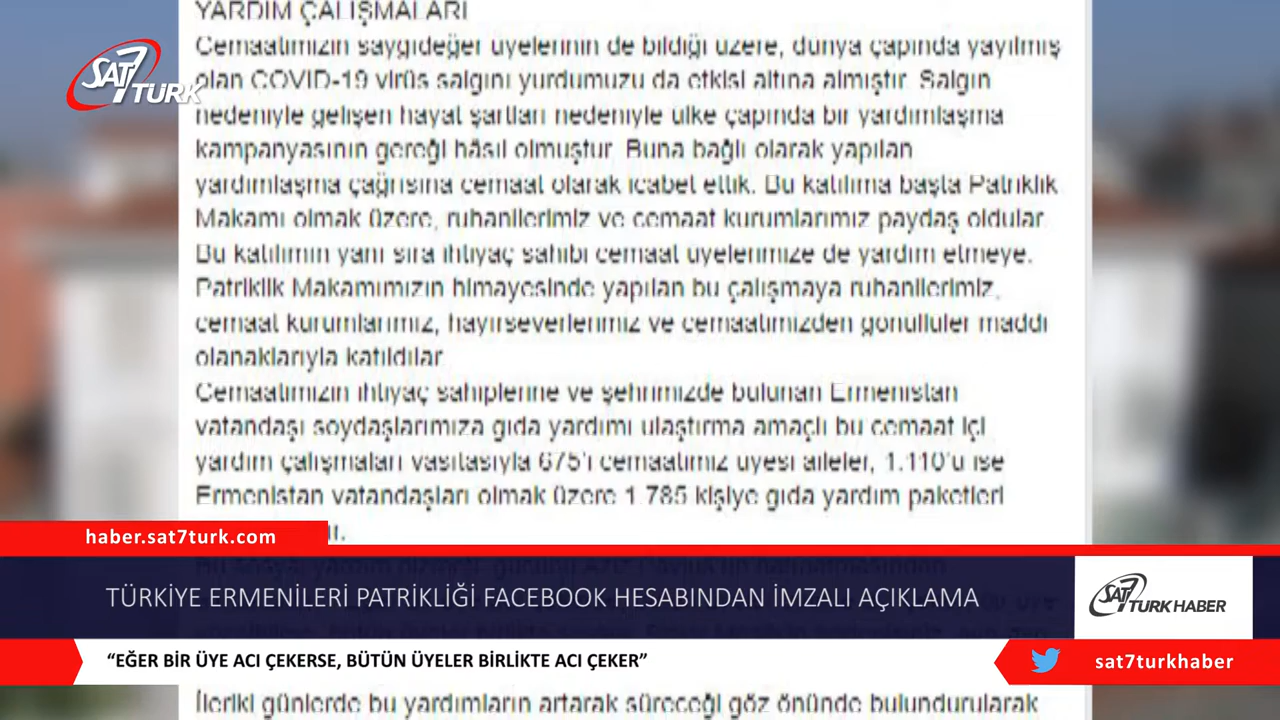 YARDIM ÇALIŞMALARI
Cemaatimizin saygıdeğer üyelerinin de bildiği üzere, dünya çapında yayılmış
olan COVID-19 virüs salgını yurdumuzu da etkisi altına almıştır. Salgın
nedeniyle gelişen hayat şartları nedeniyle ülke çapında bir yardımlaşma
kampanyasının gereği hâsıl olmuştur. Buna bağlı olarak yapılan
yardımlaşma çağrısına cemaat olarak icabet ettik. Bu katılıma başta Patriklik
Makamı olmak üzere, ruhanilerimiz ve cemaat kurumlarımız paydaş oldular.
Bu katılımın yanı sıra ihtiyaç sahibi cemaat üyelerimize de yardım etmeye,
Patriklik Makamımızın himayesinde yapılan bu çalışmaya ruhanilerimiz,
cemaat kurumlarımız, hayırseverlerimiz ve cemaatimizden gönüllüler maddi
olanaklarıyla katıldılar.
Cemaatimizin ihtiyaç sahiplerine ve şehrimizde bulunan Ermenistan
vatandaşı soydaşlarımıza gıda yardımı ulaştırma amaçlı bu cemaat içi
yardım çalışmaları vasıtasıyla 675'i cemaatimiz üyesi aileler, 1.110'u ise
Ermenistan vatandaşları olmak üzere 1.785 kişiye gıda yardım paketleri
haber.sat7turk.com
TÜRKİYE ERMENİLERİ PATRİKLİĞİ FACEBOOK HESABINDAN İMZALI AÇIKLAMA
SAT7 TURK HABER
“EĞER BİR ÜYE ACI ÇEKERSE, BÜTÜN ÜYELER BİRLİKTE ACI ÇEKER”
sat7turkhaber
İleriki günlerde bu yardımların artarak süreceği göz önünde bulundurularak
SAT7 TURK